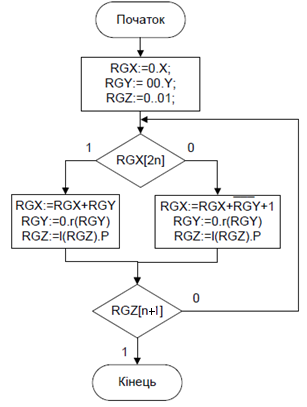 Початок
RGX:=0.X;
RGY:= 00.Y;
RGZ:=0..01;
1
RGX[2n]
0
RGX:=RGX+RGY
RGY:=0.r(RGY)
RGZ:=l(RGZ).P
RGX:=RGX+R̅G̅Y̅+1
RGY:=0.r(RGY)
RGZ:=l(RGZ).P
RGZ[n+l]
0
1
Кінець